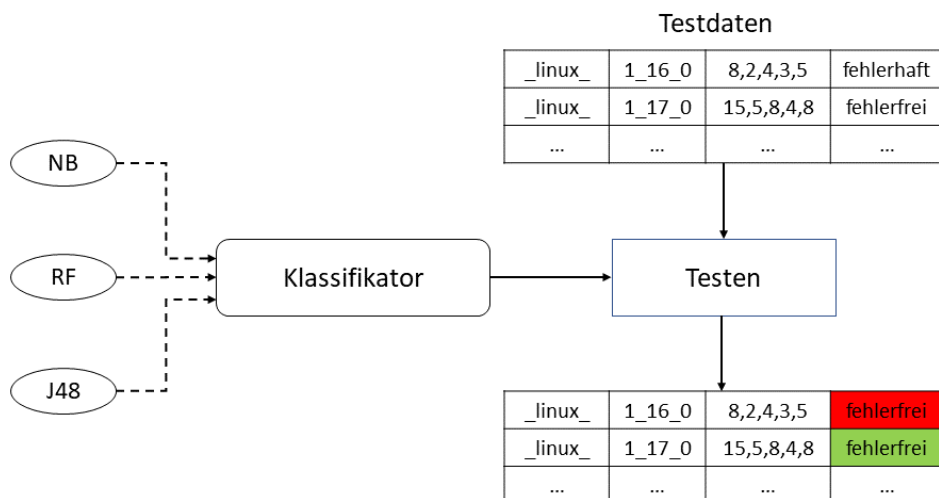 Testdaten
_linux_ 1_16_0 8,2,4,3,5 fehlerhaft
_linux_ 1_17_0 15,5,8,4,8 fehlerfrei
... ... ... ...
NB
RF
J48
Klassifikator
Testen
_linux_ 1_16_0 8,2,4,3,5 fehlerfrei
_linux_ 1_17_0 15,5,8,4,8 fehlerfrei
... ... ... ...